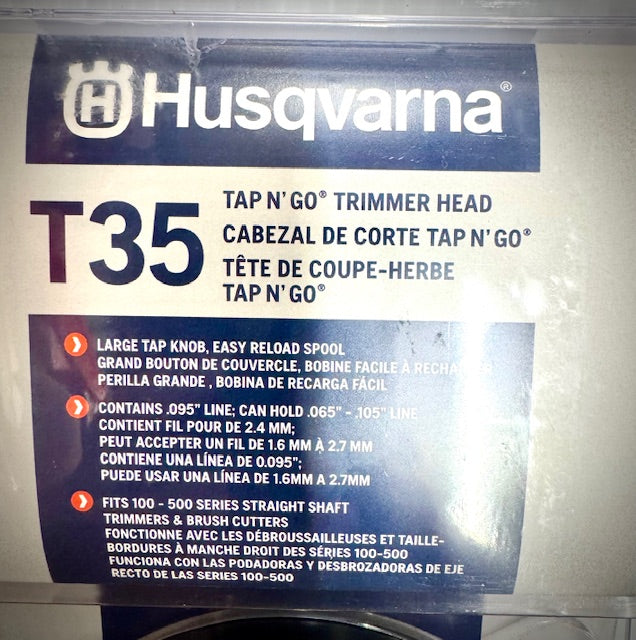 H Husqvarna®
T35
TAP N' GO® TRIMMER HEAD
CABEZAL DE CORTE TAP N' GO®
TÊTE DE COUPE-HERBE
TAP N' GO®
LARGE TAP KNOB, EASY RELOAD SPOOL
GRAND BOUTON DE COUVERCLE, BOBINE FACILE À
PERILLA GRANDE , BOBINA DE RECARGA FÁCIL
CONTAINS .095" LINE; CAN HOLD .065" - .105" LINE
CONTIENT FIL POUR DE 2.4 MM;
PEUT ACCEPTER UN FIL DE 1.6 MM À 2.7 MM
CONTIENE UNA LÍNEA DE 0.095";
PUEDE USAR UNA LÍNEA DE 1.6MM A 2.7MM
FITS 100 - 500 SERIES STRAIGHT SHAFT
TRIMMERS & BRUSH CUTTERS
FONCTIONNE AVEC LES DÉBROUSSAILLEUSES ET TAILLE-
BORDURES À MANCHE DROIT DES SÉRIES 100-500
FUNCIONA CON LAS PODADORAS Y DESBROZADORAS DE EJE
RECTO DE LAS SERIES 100-500